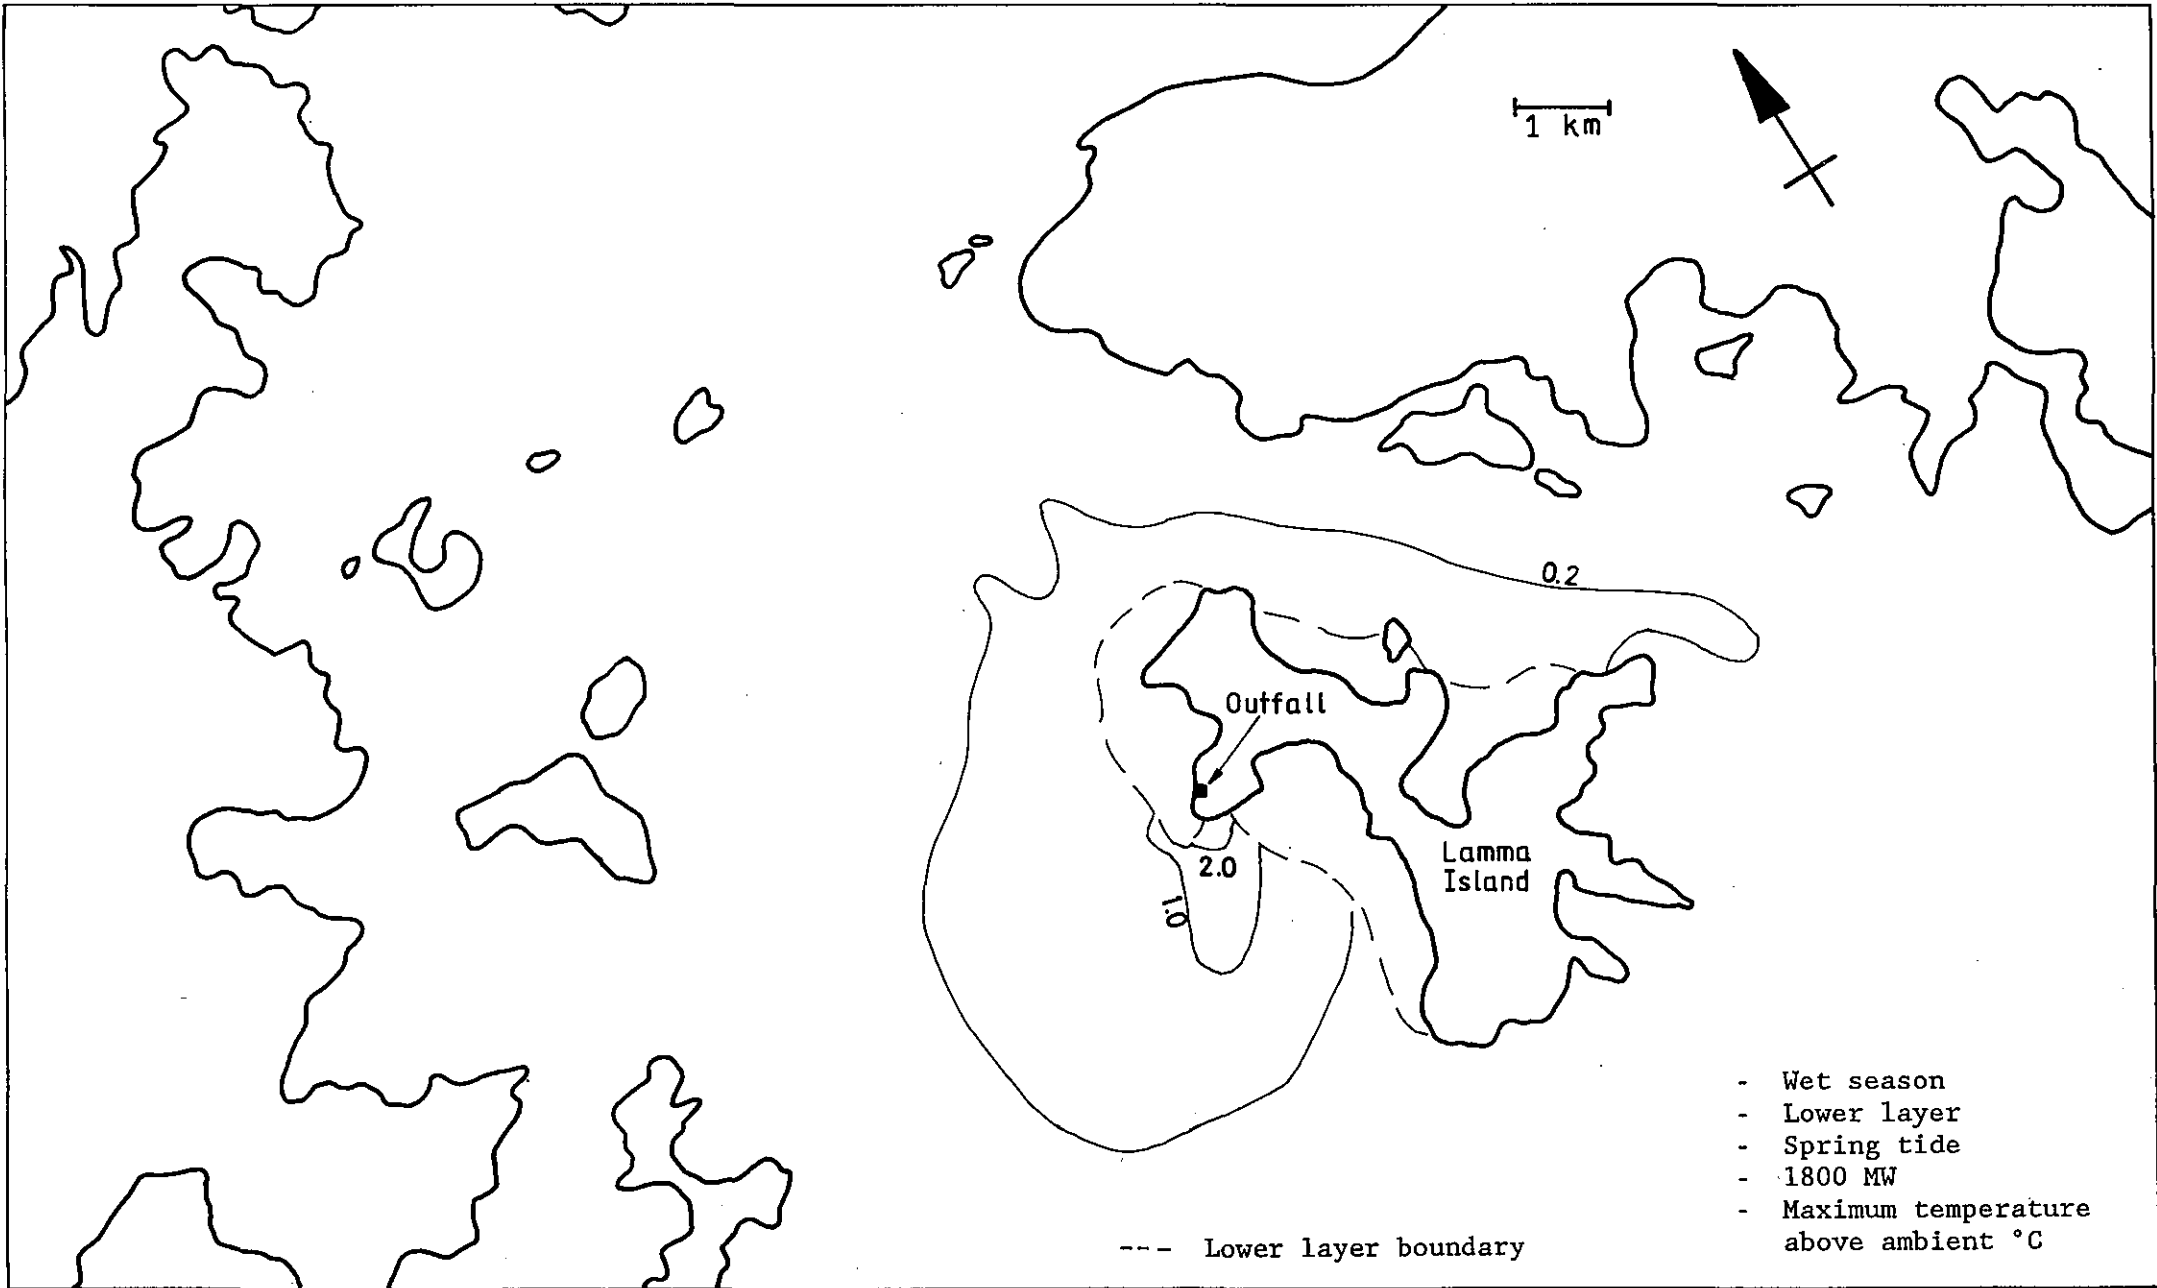 1 km
0.2
Outfall
Lamma
Island
2.0
1.0
- Wet season
- Lower layer
- Spring tide
- 1800 MW
- Maximum temperature
above ambient °C
--- Lower layer boundary